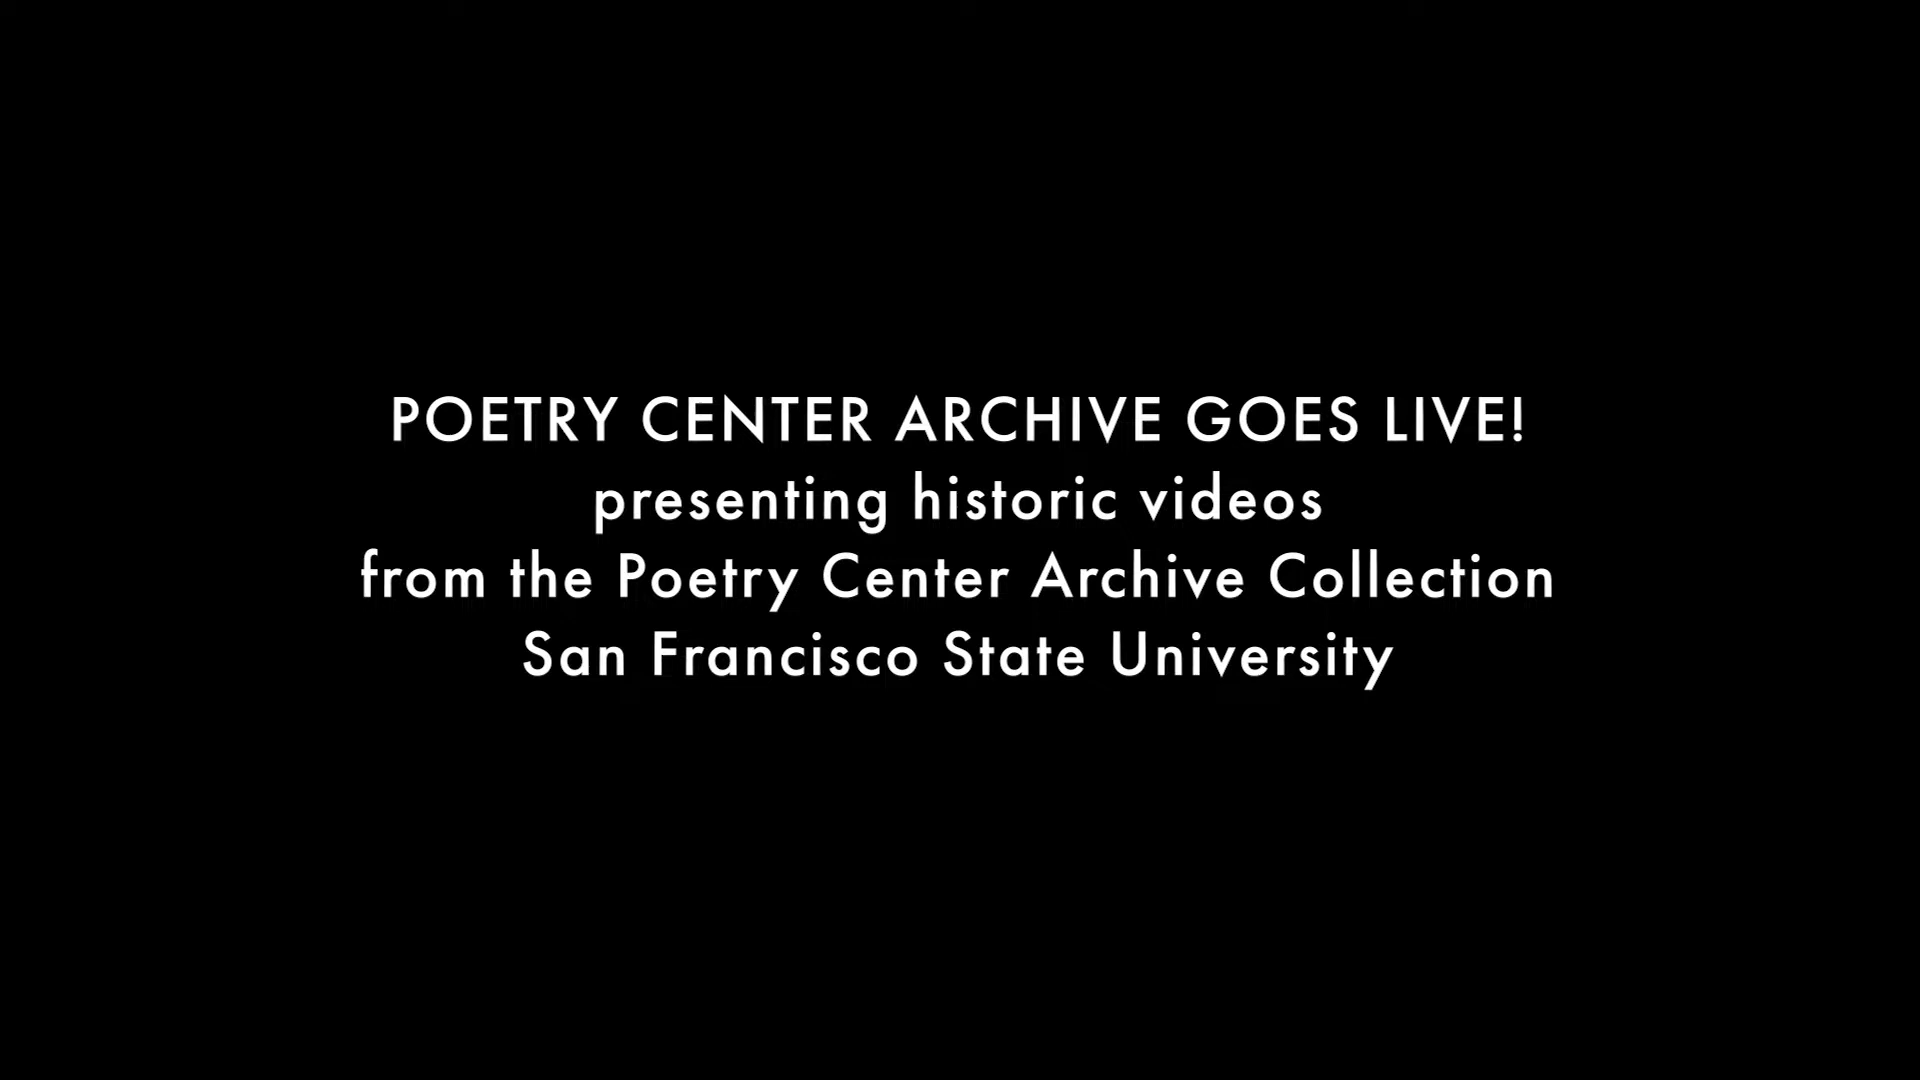 POETRY CENTER ARCHIVE GOES LIVE!
presenting historic videos
from the Poetry Center Archive Collection
San Francisco State University